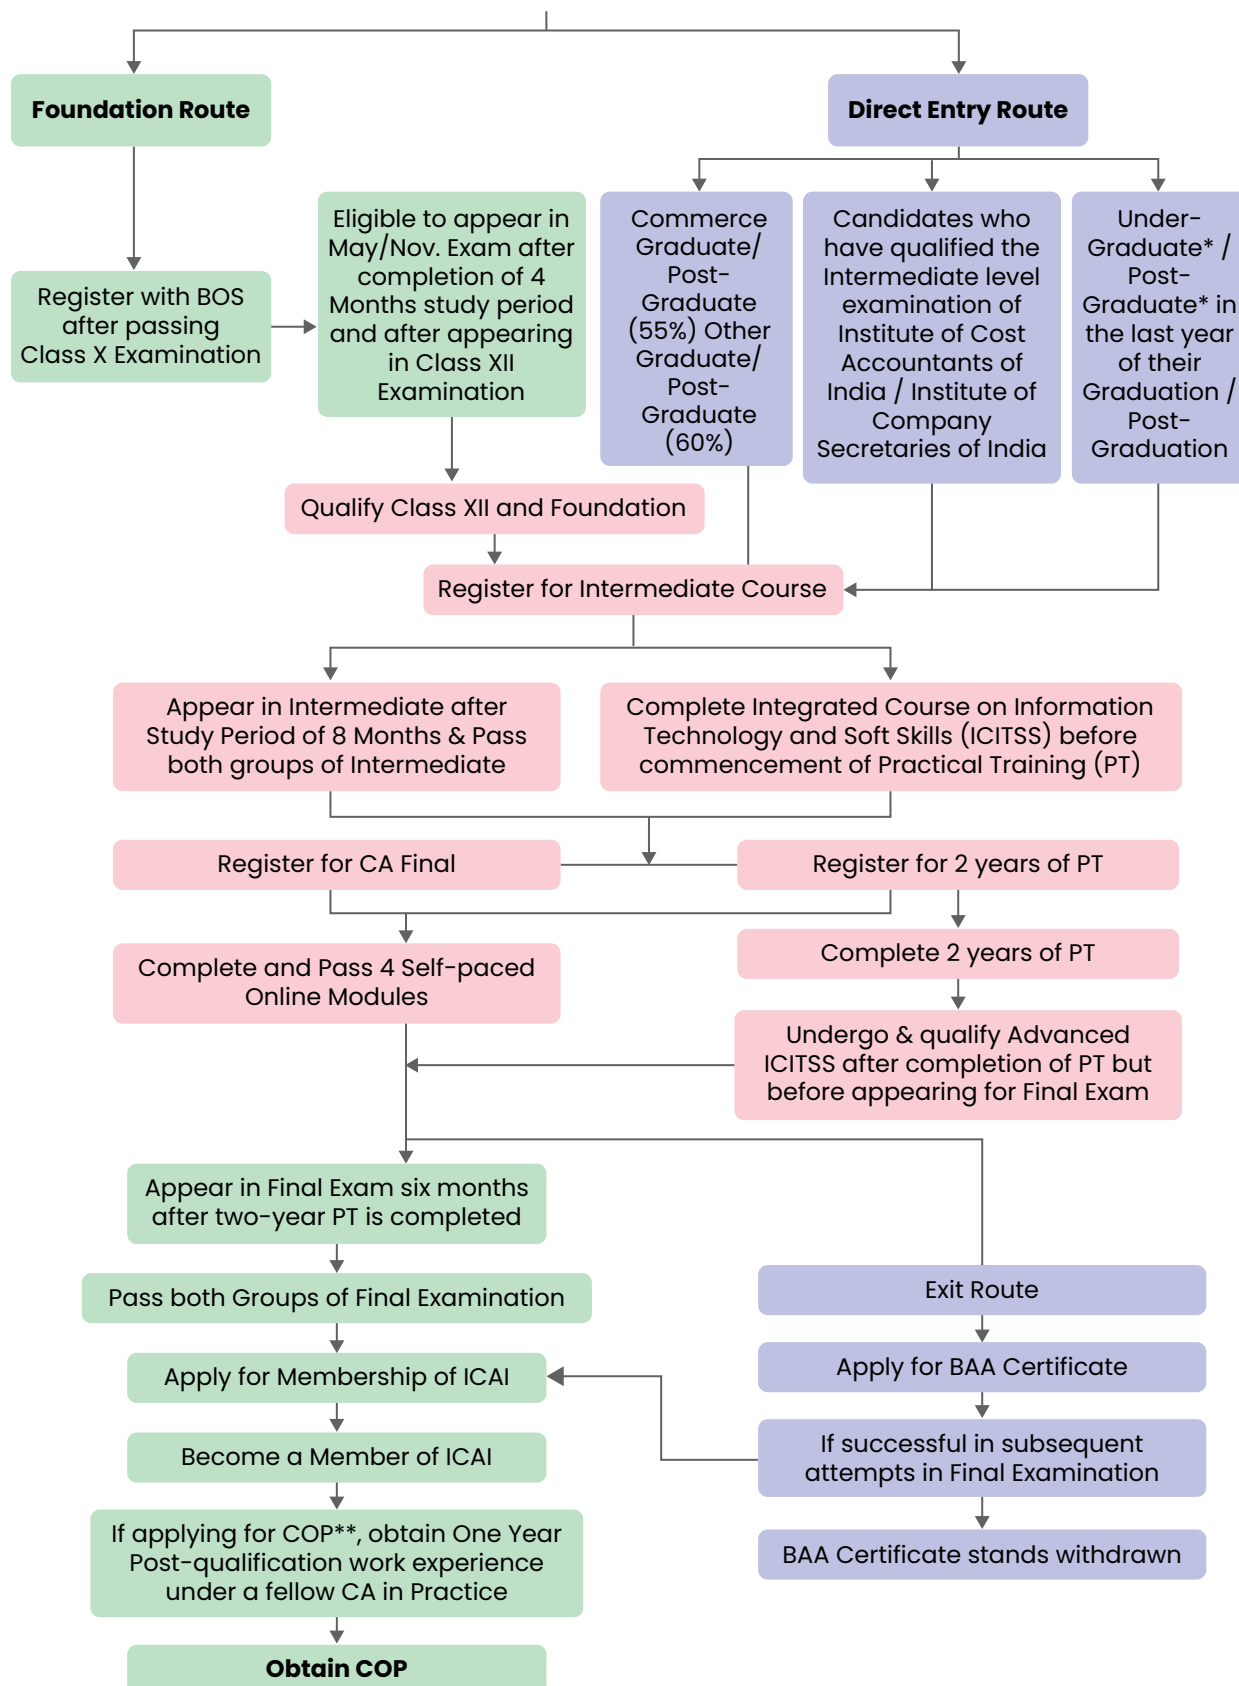 Foundation Route
Direct Entry Route
Register with BOS
after passing
Class X Examination
Eligible to appear in
May/Nov. Exam after
completion of 4
Months study period
and after appearing
in Class XII
Examination
Commerce
Graduate/
Post-
Graduate
(55%) Other
Graduate/
Post-
Graduate
(60%)
Candidates who
have qualified the
Intermediate level
examination of
Institute of Cost
Accountants of
India / Institute of
Company
Secretaries of India
Under-
Graduate* /
Post-
Graduate* in
the last year
of their
Graduation /
Post-
Graduation
Qualify Class XII and Foundation
Register for Intermediate Course
Appear in Intermediate after
Study Period of 8 Months & Pass
both groups of Intermediate
Complete Integrated Course on Information
Technology and Soft Skills (ICITSS) before
commencement of Practical Training (PT)
Register for CA Final
Register for 2 years of PT
Complete and Pass 4 Self-paced
Online Modules
Complete 2 years of PT
Undergo & qualify Advanced
ICITSS after completion of PT but
before appearing for Final Exam
Appear in Final Exam six months
after two-year PT is completed
Pass both Groups of Final Examination
Apply for Membership of ICAI
Become a Member of ICAI
If applying for COP**, obtain One Year
Post-qualification work experience
under a fellow CA in Practice
Obtain COP
Exit Route
Apply for BAA Certificate
If successful in subsequent
attempts in Final Examination
BAA Certificate stands withdrawn